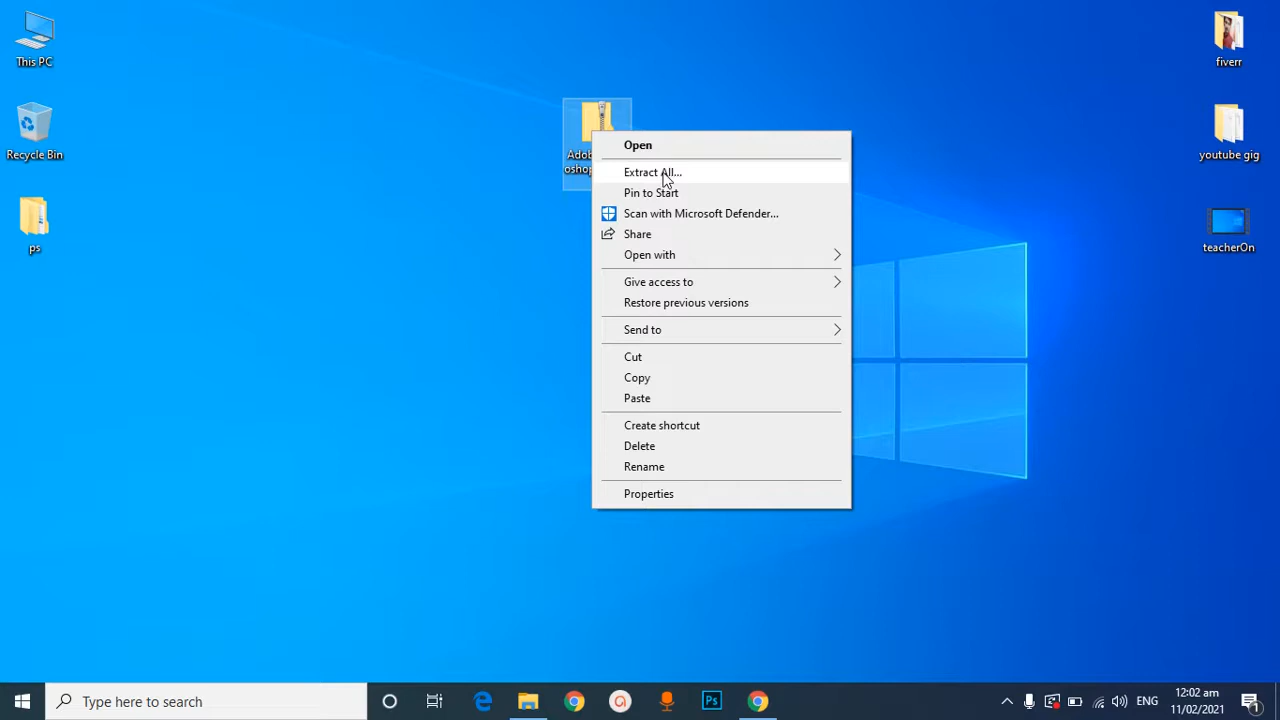 This PC
Recycle Bin
ps
Open
Extract All...
Pin to Start
Scan with Microsoft Defender...
Share
Open with
Give access to
Restore previous versions
Send to
Cut
Copy
Paste
Create shortcut
Delete
Rename
Properties
fiverr
youtube gig
teacherOn
Type here to search
Ps
ENG
12:02 am
11/02/2021
1